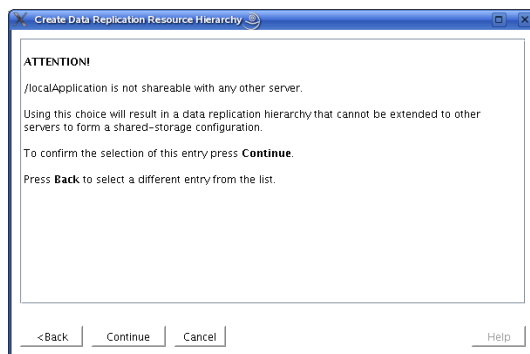 Create Data Replication Resource Hierarchy
ATTENTION!
/localApplication is not shareable with any other server.
Using this choice will result in a data replication hierarchy that cannot be extended to other
servers to form a shared-storage configuration.
To confirm the selection of this entry press Continue.
Press Back to select a different entry from the list.
<Back Continue Cancel Help